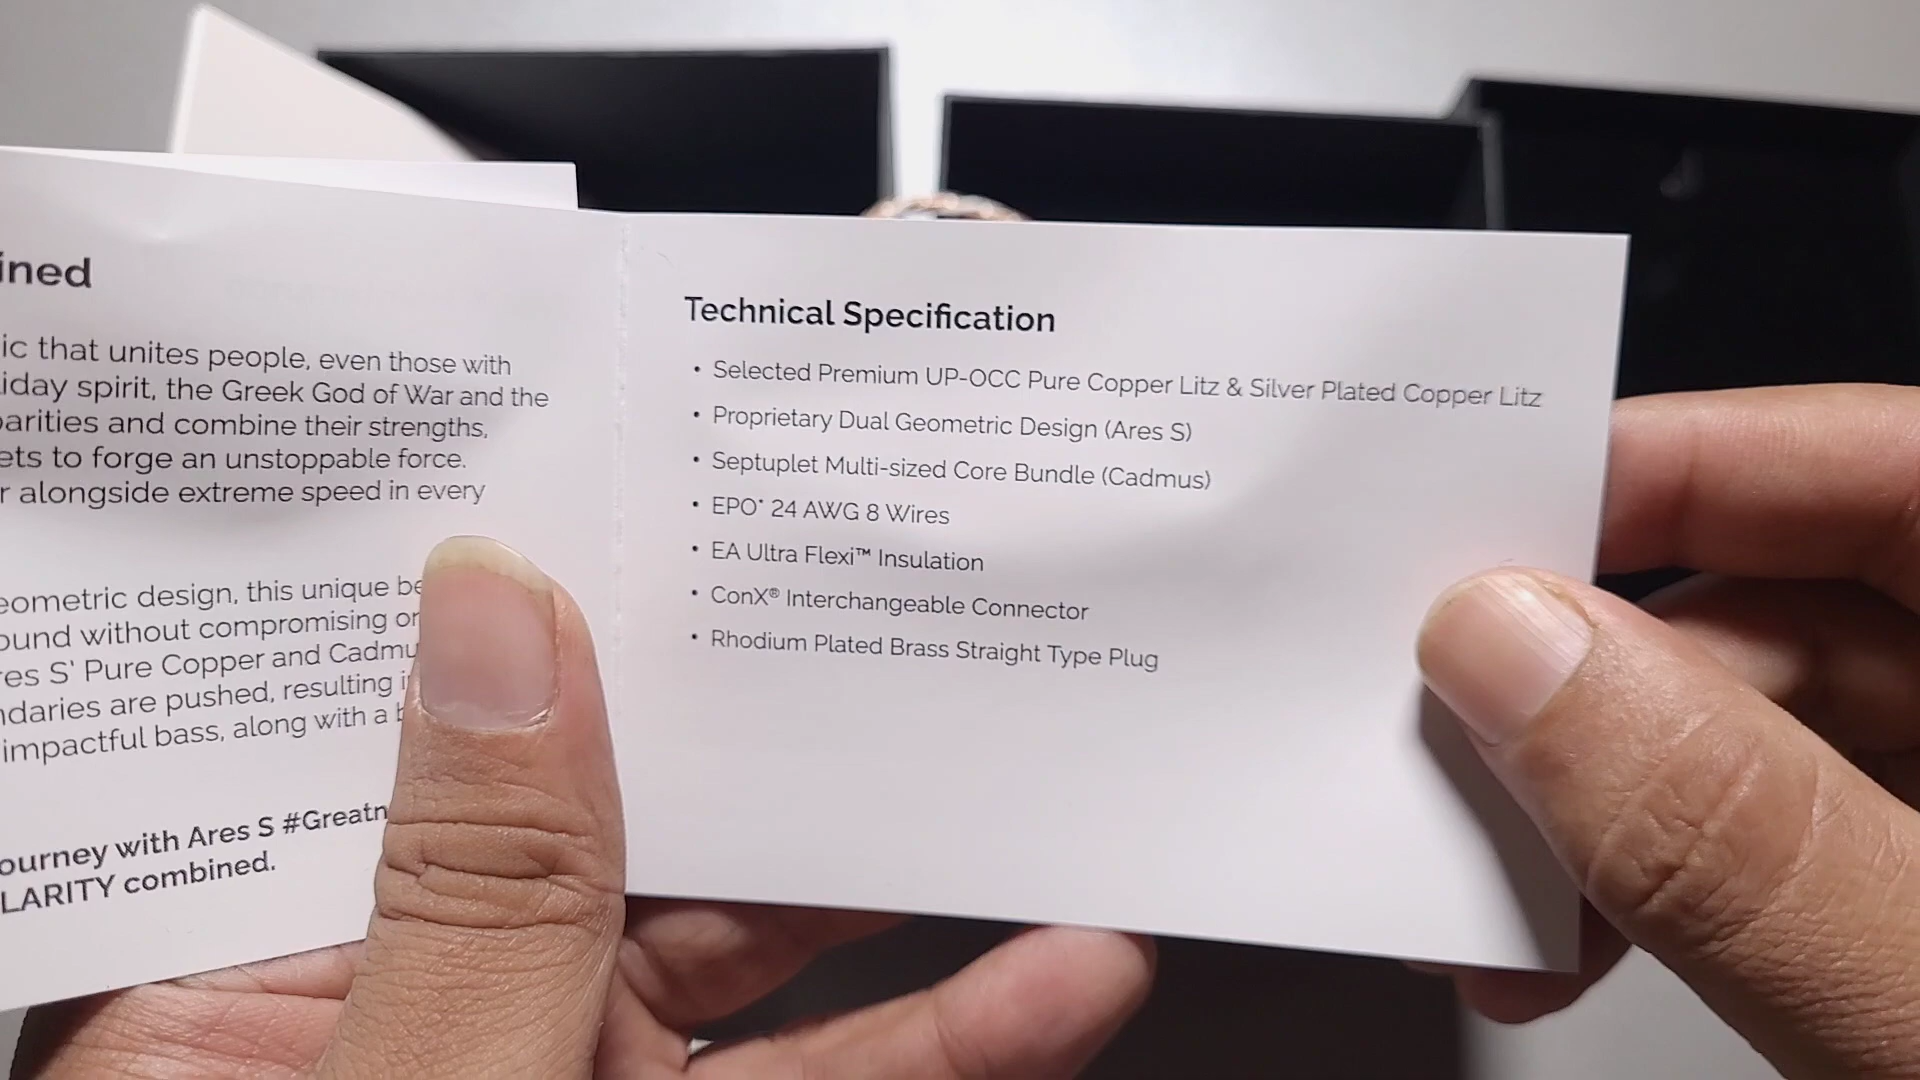 ined
ic that unites people, even those with
iday spirit, the Greek God of War and the
arities and combine their strengths,
ets to forge an unstoppable force.
r alongside extreme speed in every
eometric design, this unique be
ound without compromising or
es S' Pure Copper and Cadmu
ndaries are pushed, resulting i
impactful bass, along with a b
ourney with Ares S #Greatn
LARITY combined.
Technical Specification
• Selected Premium UP-OCC Pure Copper Litz & Silver Plated Copper Litz
• Proprietary Dual Geometric Design (Ares S)
• Septuplet Multi-sized Core Bundle (Cadmus)
• EPO* 24 AWG 8 Wires
• EA Ultra Flexi™ Insulation
• ConX® Interchangeable Connector
• Rhodium Plated Brass Straight Type Plug